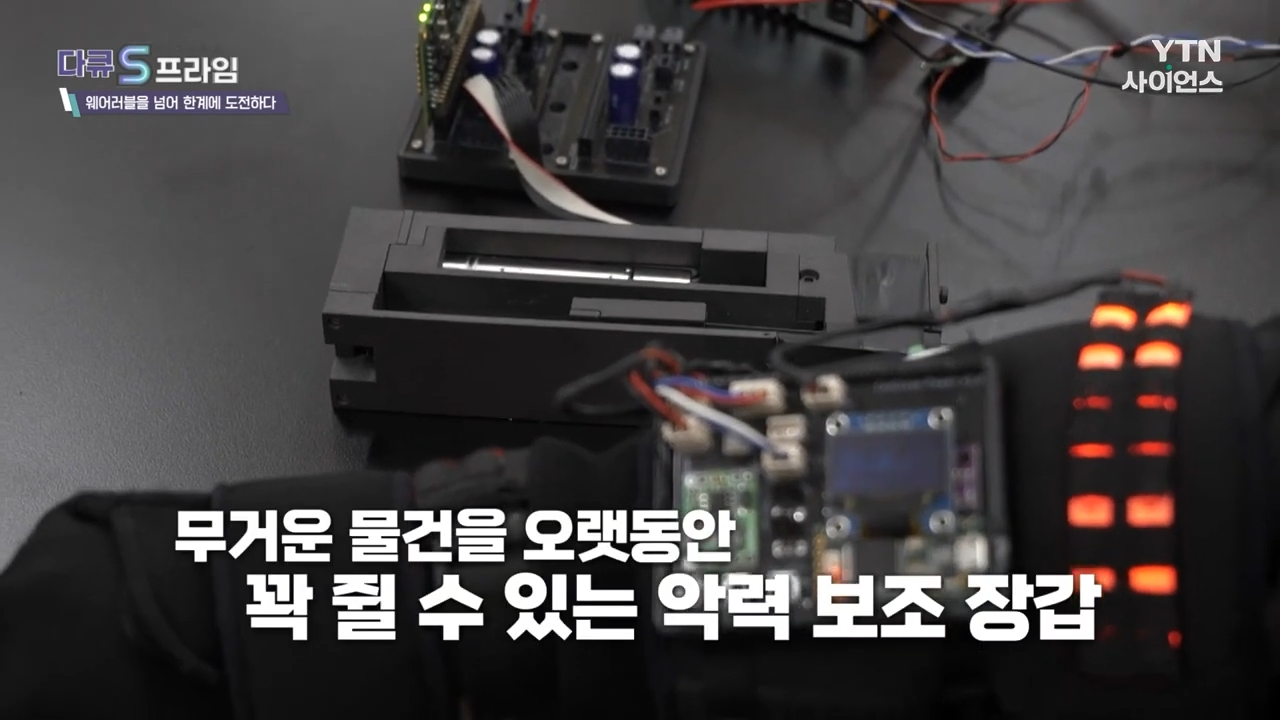 다큐S프라임
웨어러블을 넘어 한계에 도전하다
YTN
사이언스
무거운 물건을 오랫동안
꽉 쥘 수 있는 악력 보조 장갑